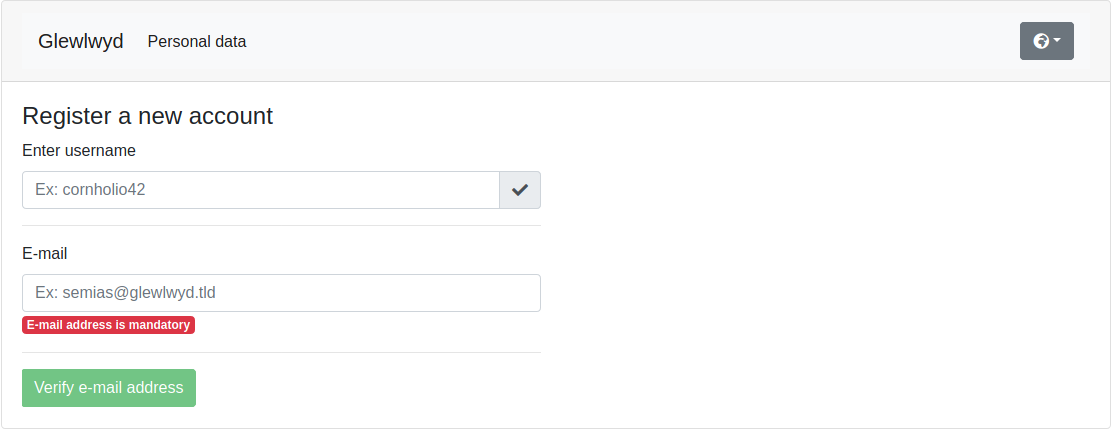 Glewlwyd Personal data
Register a new account
Enter username
Ex: cornholio42
E-mail
Ex: semias@glewlwyd.tld
E-mail address is mandatory
Verify e-mail address